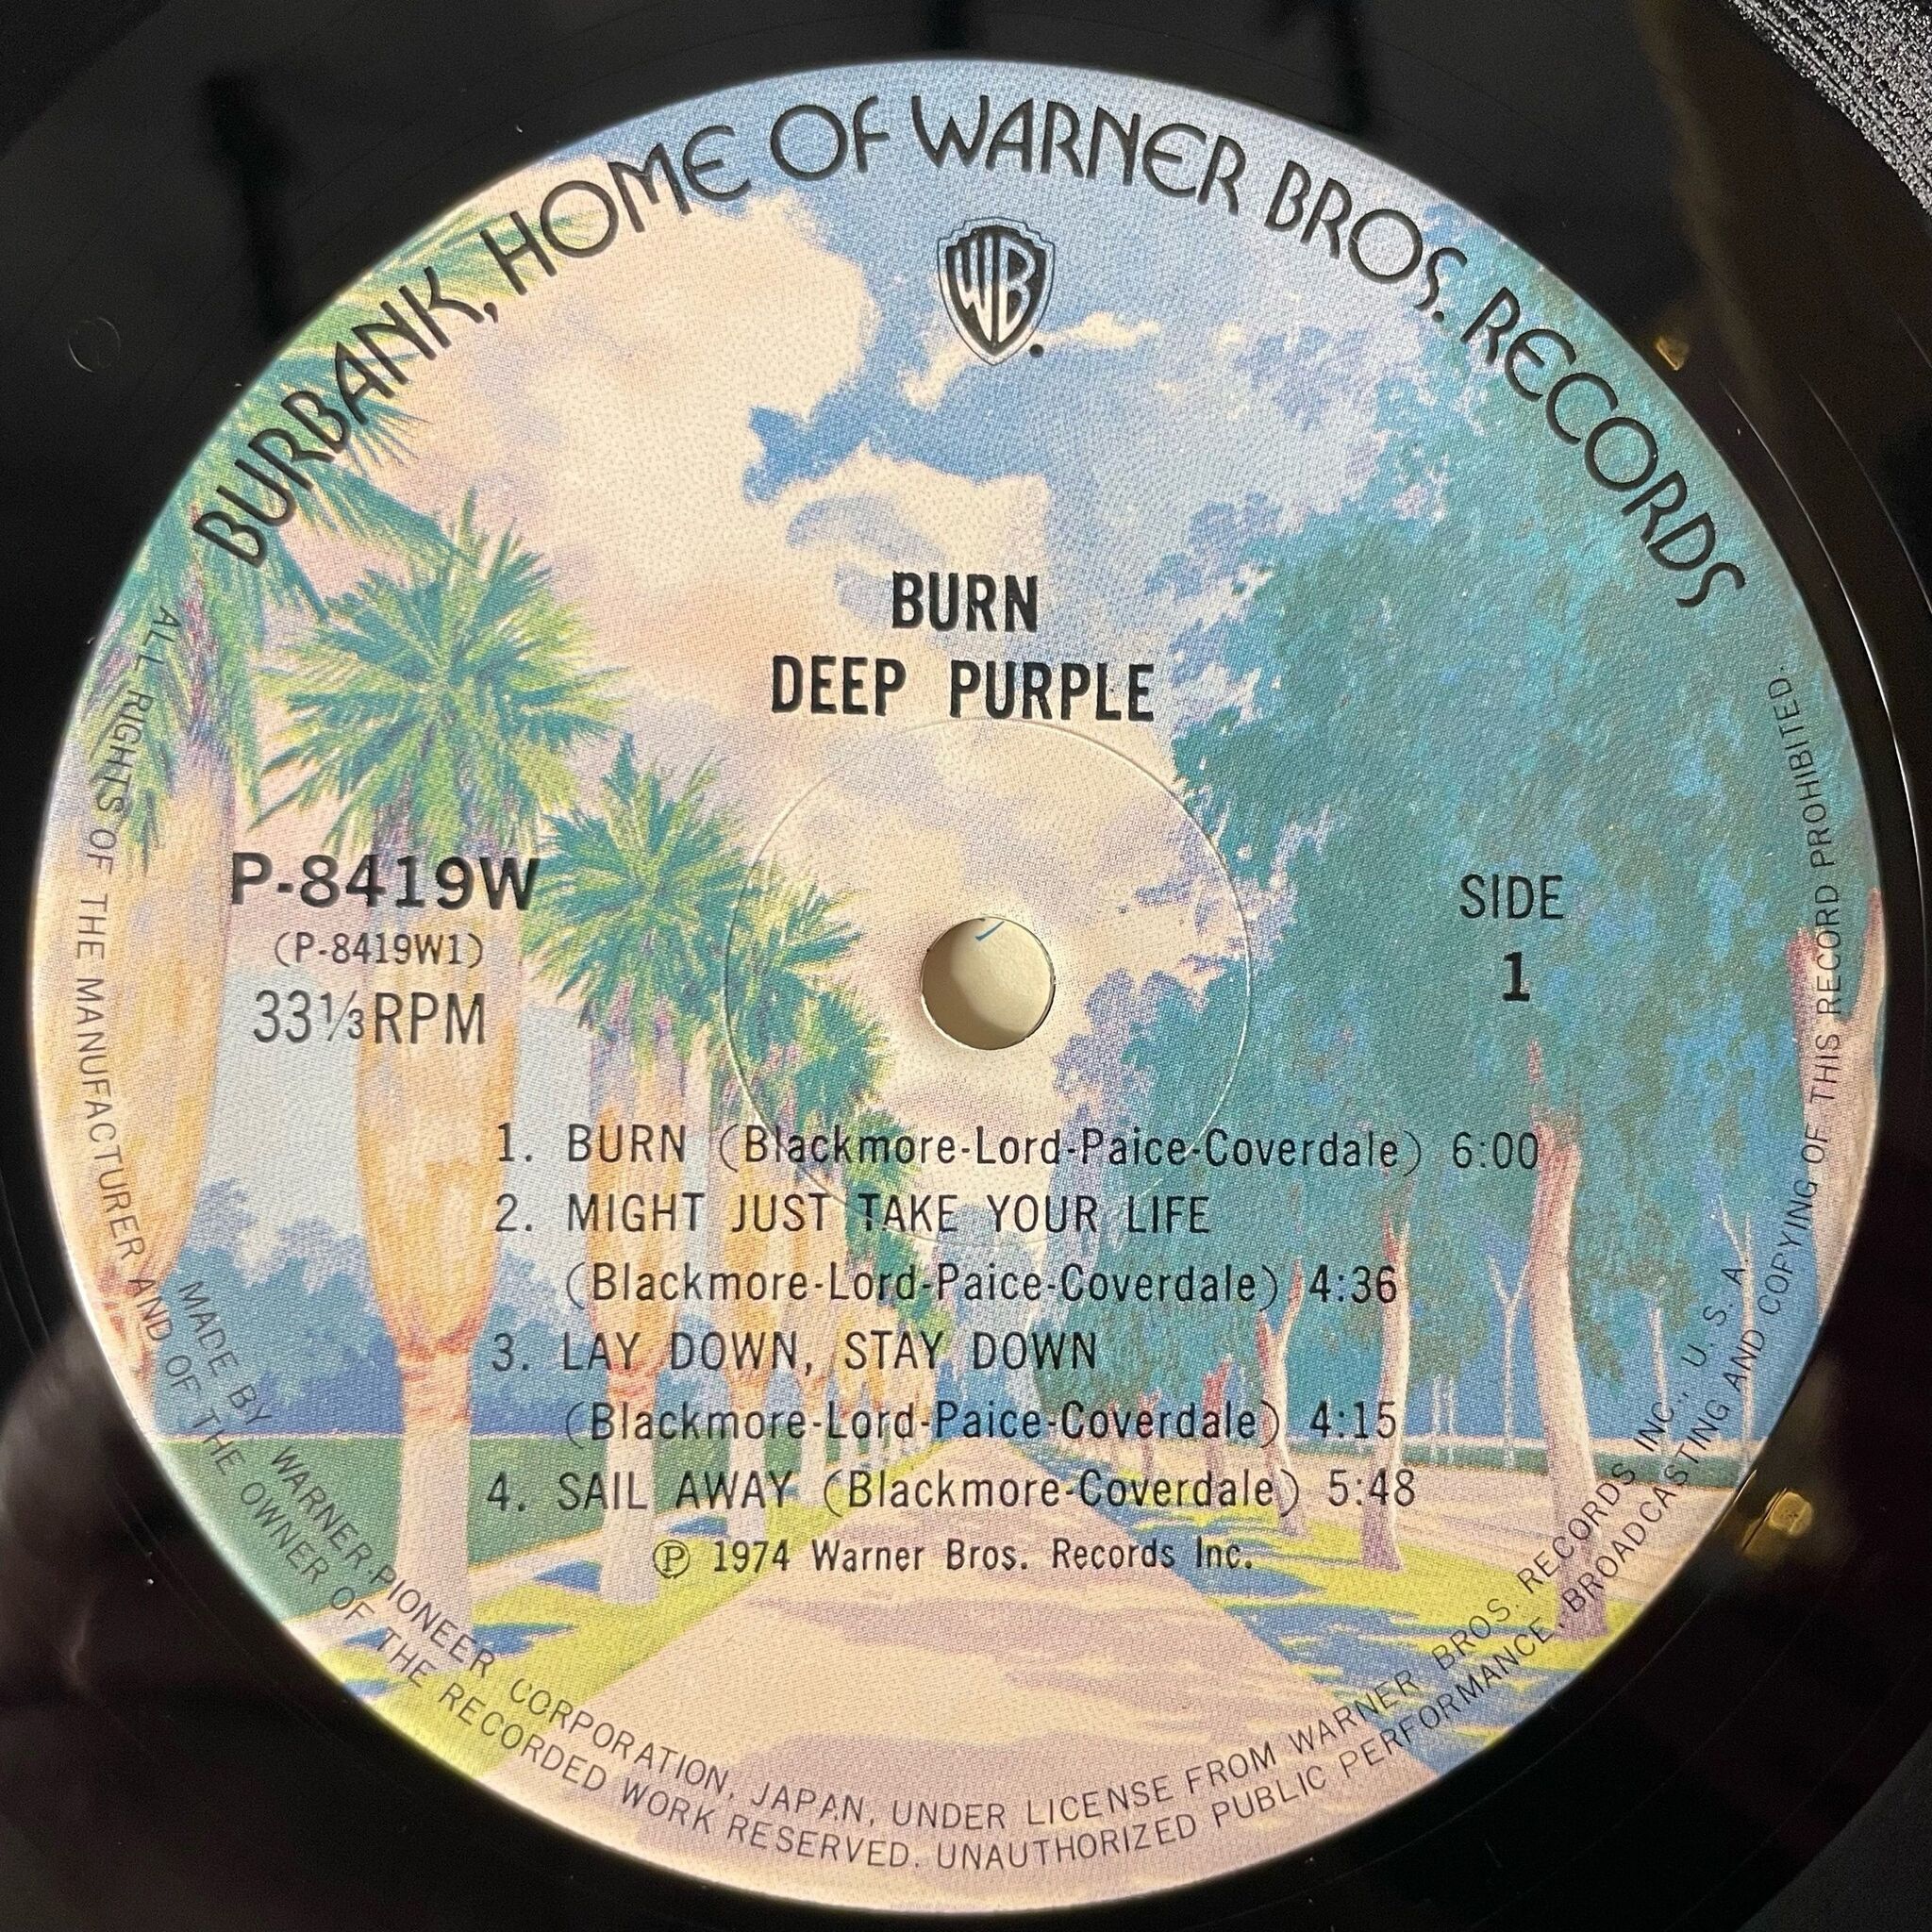 BURBANK, HOME OF WARNER BROS. RECORDS
WB
BURN
DEEP PURPLE
P-8419W
(P-8419W1)
33⅓RPM
SIDE
1
1. BURN (Blackmore-Lord-Paice-Coverdale) 6:00
2. MIGHT JUST TAKE YOUR LIFE
(Blackmore-Lord-Paice-Coverdale) 4:36
3. LAY DOWN, STAY DOWN
(Blackmore-Lord-Paice-Coverdale) 4:15
4. SAIL AWAY (Blackmore-Coverdale) 5:48
Ⓟ 1974 Warner Bros. Records Inc.
MADE BY WARNER-PIONEER CORPORATION, JAPAN, UNDER LICENSE FROM WARNER BROS. RECORDS INC., U. S. A.
ALL RIGHTS OF THE MANUFACTURER AND OF THE OWNER OF THE RECORDED WORK RESERVED. UNAUTHORIZED PUBLIC PERFORMANCE, BROADCASTING AND COPYING OF THIS RECORD PROHIBITED.